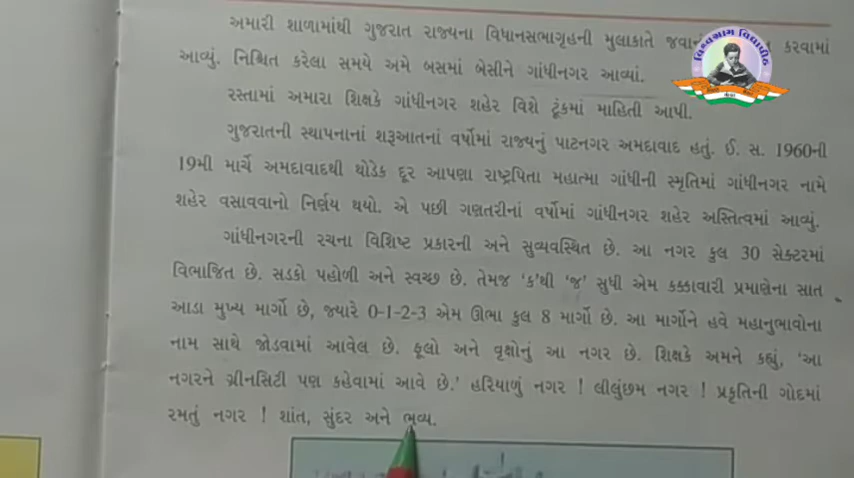 અમારી શાળામાંથી ગુજરાત રાજ્યના વિધાનસભાગૃહની મુલાકાતે કરવામાં
આવ્યું. નિશ્ચિત કરેલા સમયે અમે બસમાં બેસીને ગાંધીનગર આવ્યાં.
રસ્તામાં અમારા શિક્ષકે ગાંધીનગર શહેર વિશે ટૂંકમાં માહિતી આપી.
ગુજરાતની સ્થાપનાનાં શરૂઆતનાં વર્ષોમાં રાજ્યનું પાટનગર અમદાવાદ હતું. ઈ. સ. 1960ની
19મી માર્ચે અમદાવાદથી થોડેક દૂર આપણા રાષ્ટ્રપિતા મહાત્મા ગાંધીની સ્મૃતિમાં ગાંધીનગર નામે
શહેર વસાવવાનો નિર્ણય થયો. એ પછી ગણતરીનાં વર્ષોમાં ગાંધીનગર શહેર અસ્તિત્વમાં આવ્યું.
ગાંધીનગરની રચના વિશિષ્ટ પ્રકારની અને સુવ્યવસ્થિત છે. આ નગર કુલ 30 સેક્ટરમાં
વિભાજિત છે. સડકો પહોળી અને સ્વચ્છ છે. તેમજ ‘ક’થી ‘જ’ સુધી એમ કક્કાવારી પ્રમાણેના સાત
આડા મુખ્ય માર્ગો છે, જ્યારે 0-1-2-3 એમ ઊભા કુલ 8 માર્ગો છે. આ માર્ગોને હવે મહાનુભાવોના
નામ સાથે જોડવામાં આવેલ છે. ફૂલો અને વૃક્ષોનું આ નગર છે. શિક્ષકે અમને કહ્યું, ‘આ
નગરને ગ્રીનસિટી પણ કહેવામાં આવે છે.’ હરિયાળું નગર ! લીલુંછમ નગર ! પ્રકૃતિની ગોદમાં
રમતું નગર ! શાંત, સુંદર અને ભવ્ય.
વિશ્વગ્રામ વિદ્યાપીઠ